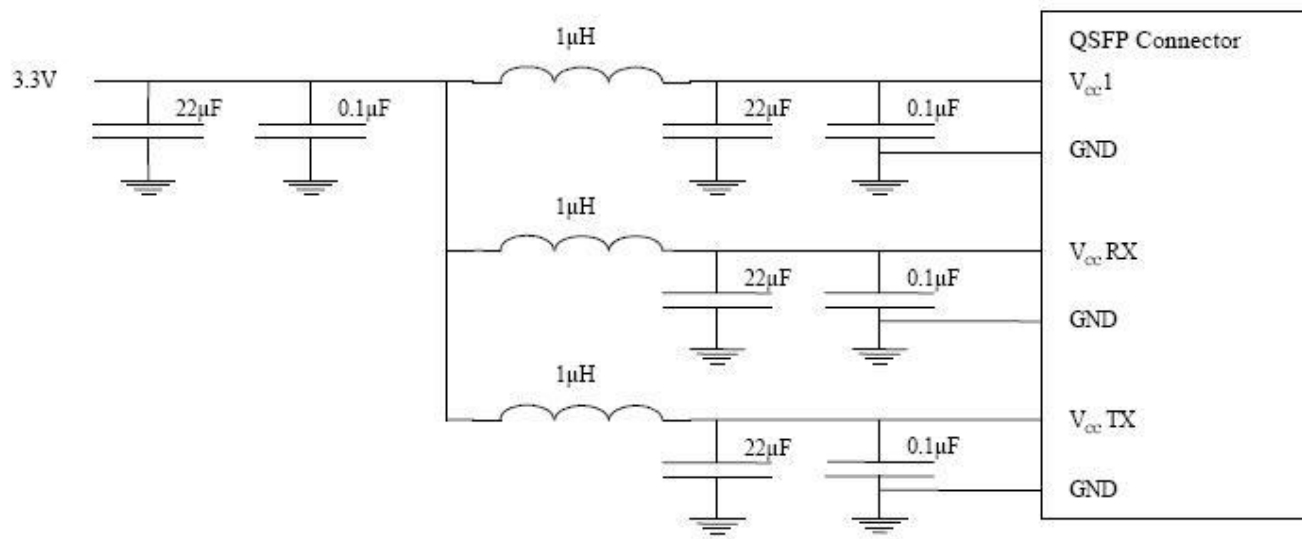 QSFP Connector
1μH
3.3V
22μF
0.1μF
22μF
0.1μF
Vcc1
GND
1μH
22μF
0.1μF
Vcc RX
GND
1μH
22μF
0.1μF
Vcc TX
GND